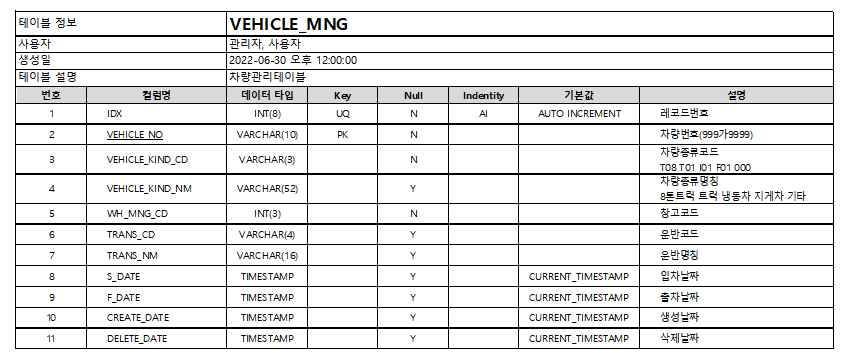 테이블 정보 VEHICLE_MNG
사용자 관리자, 사용자
생성일 2022-06-30 오후 12:00:00
테이블 설명 차량관리테이블
번호 컬럼명 데이터 타입 Key Null Indentity 기본값 설명
1 IDX INT(8) UQ N AI AUTO INCREMENT 레코드번호
2 VEHICLE_NO VARCHAR(10) PK N 차량번호(999가9999)
3 VEHICLE_KIND_CD VARCHAR(3) N 차량종류코드
T08 T01 I01 F01 000
4 VEHICLE_KIND_NM VARCHAR(52) Y 차량종류명칭
8톤트럭 트럭 냉동차 지게차 기타
5 WH_MNG_CD INT(3) N 창고코드
6 TRANS_CD VARCHAR(4) Y 운반코드
7 TRANS_NM VARCHAR(16) Y 운반명칭
8 S_DATE TIMESTAMP Y CURRENT_TIMESTAMP 입차날짜
9 F_DATE TIMESTAMP Y CURRENT_TIMESTAMP 출차날짜
10 CREATE_DATE TIMESTAMP Y CURRENT_TIMESTAMP 생성날짜
11 DELETE_DATE TIMESTAMP Y CURRENT_TIMESTAMP 삭제날짜